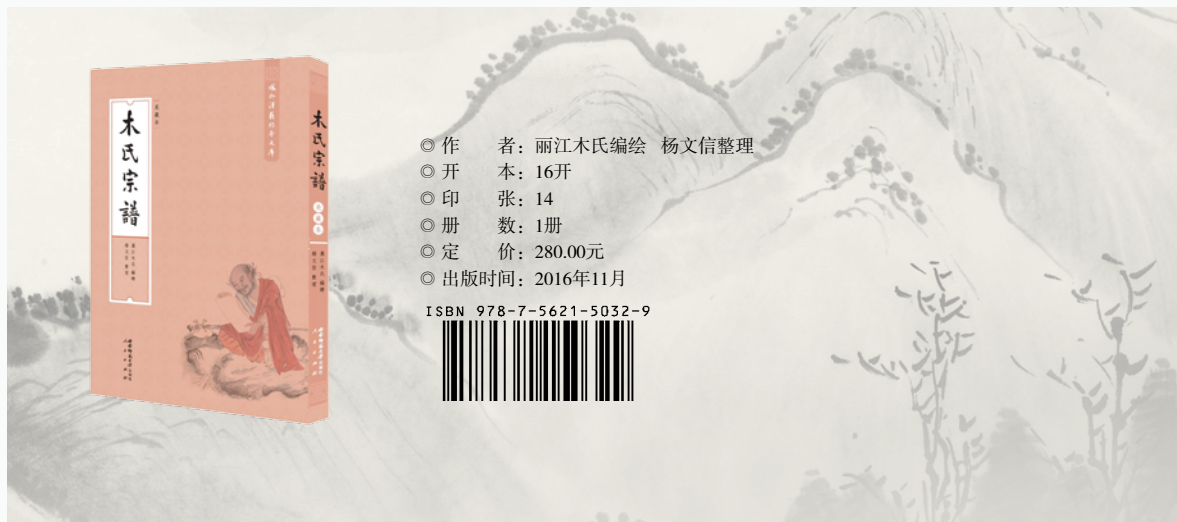 木氏宗譜
木氏宗譜
◎ 作　　者：丽江木氏编绘　杨文信整理
◎ 开　　本：16开
◎ 印　　张：14
◎ 册　　数：1册
◎ 定　　价：280.00元
◎ 出版时间：2016年11月
ISBN 978-7-5621-5032-9